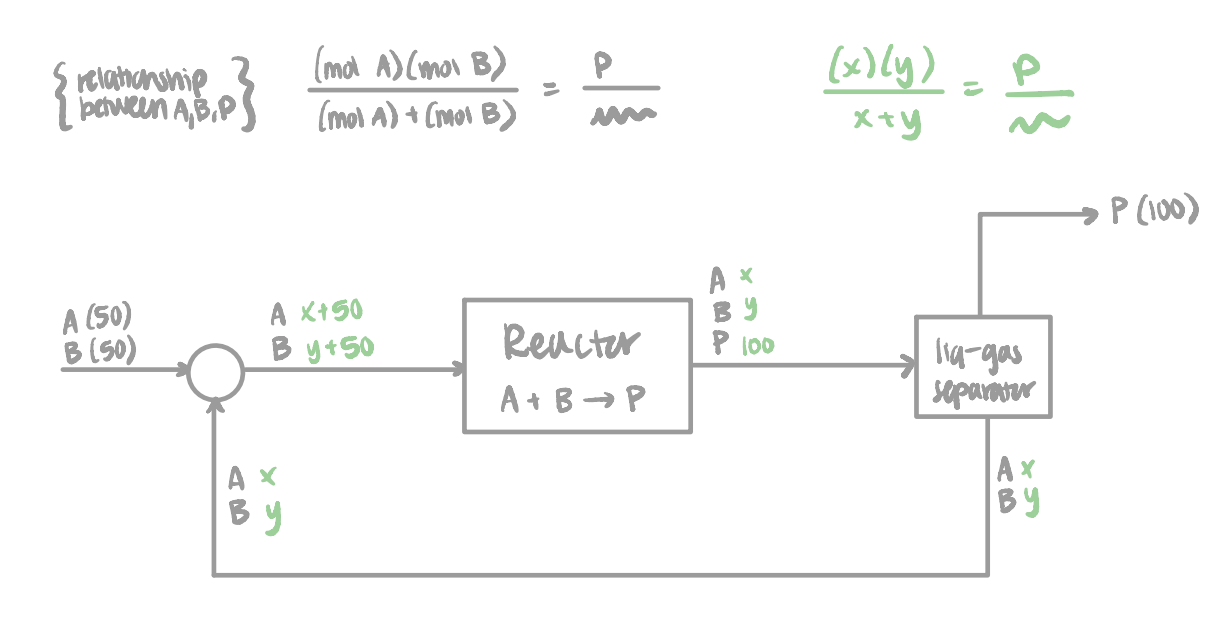 { relationship
between A, B, P }
(mol A)(mol B)
(mol A) + (mol B)
=
P
(x)(y)
x + y
=
P
P (100)
A (50)
B (50)
A x+50
B y+50
Reactor
A + B → P
A x
B y
P 100
liq-gas
separator
A x
B y
A x
B y